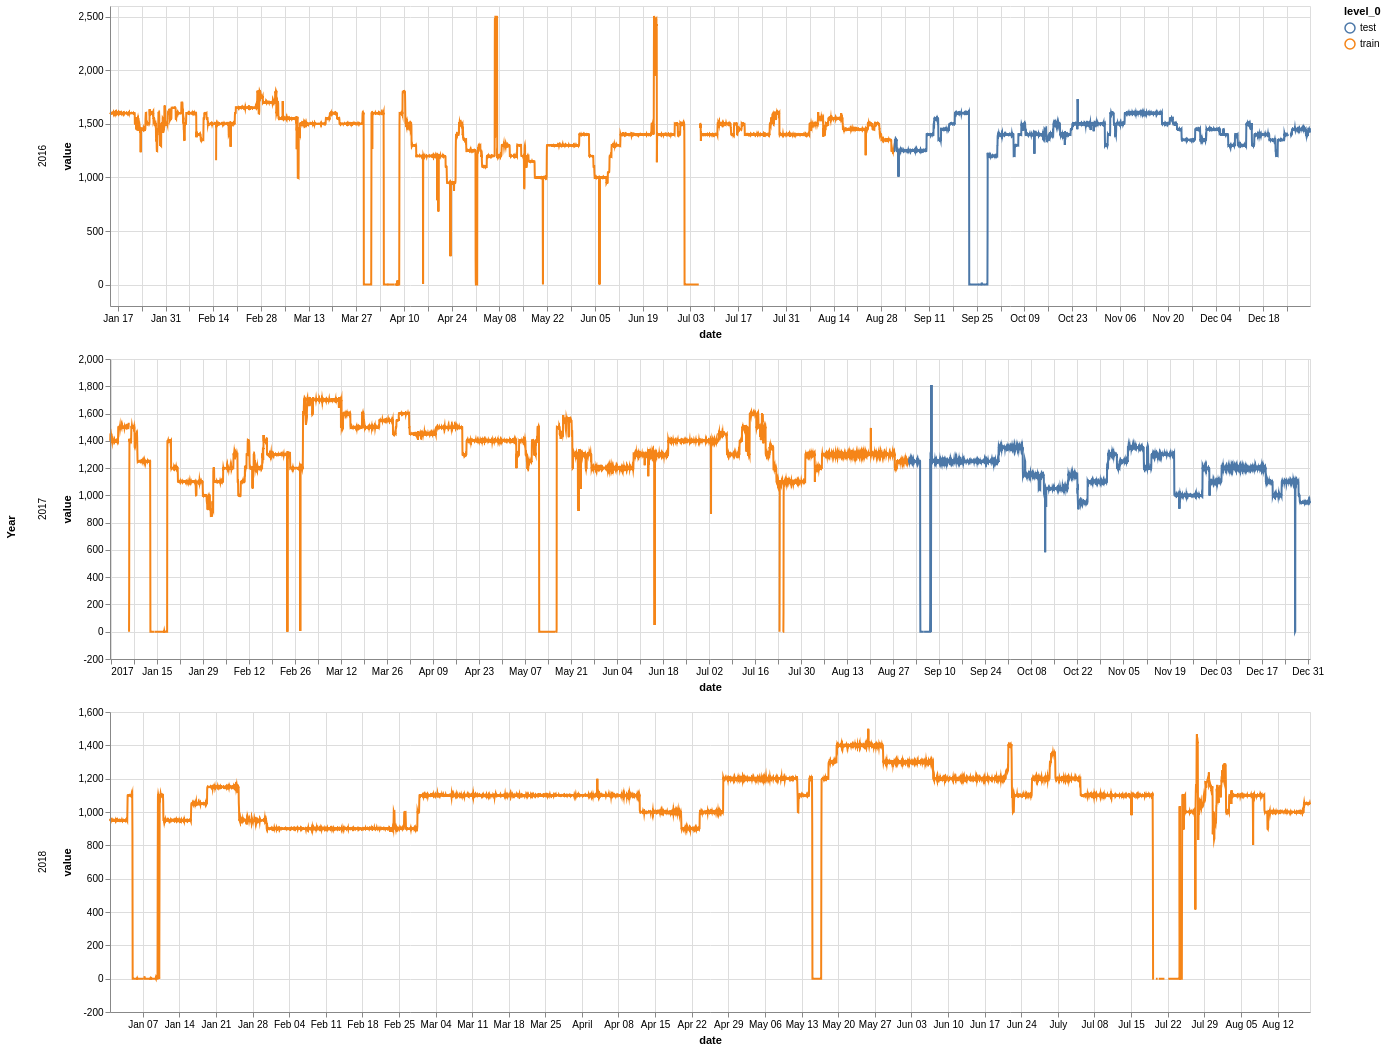 level_0
test
train
2,500
2,000
1,500
1,000
500
0
value
2016
Jan 17 Jan 31 Feb 14 Feb 28 Mar 13 Mar 27 Apr 10 Apr 24 May 08 May 22 Jun 05 Jun 19 Jul 03 Jul 17 Jul 31 Aug 14 Aug 28 Sep 11 Sep 25 Oct 09 Oct 23 Nov 06 Nov 20 Dec 04 Dec 18
date
2,000
1,800
1,600
1,400
1,200
1,000
800
600
400
200
0
-200
value
2017
Year
2017 Jan 15 Jan 29 Feb 12 Feb 26 Mar 12 Mar 26 Apr 09 Apr 23 May 07 May 21 Jun 04 Jun 18 Jul 02 Jul 16 Jul 30 Aug 13 Aug 27 Sep 10 Sep 24 Oct 08 Oct 22 Nov 05 Nov 19 Dec 03 Dec 17 Dec 31
date
1,600
1,400
1,200
1,000
800
600
400
200
0
-200
value
2018
Jan 07 Jan 14 Jan 21 Jan 28 Feb 04 Feb 11 Feb 18 Feb 25 Mar 04 Mar 11 Mar 18 Mar 25 April Apr 08 Apr 15 Apr 22 Apr 29 May 06 May 13 May 20 May 27 Jun 03 Jun 10 Jun 17 Jun 24 July Jul 08 Jul 15 Jul 22 Jul 29 Aug 05 Aug 12
date